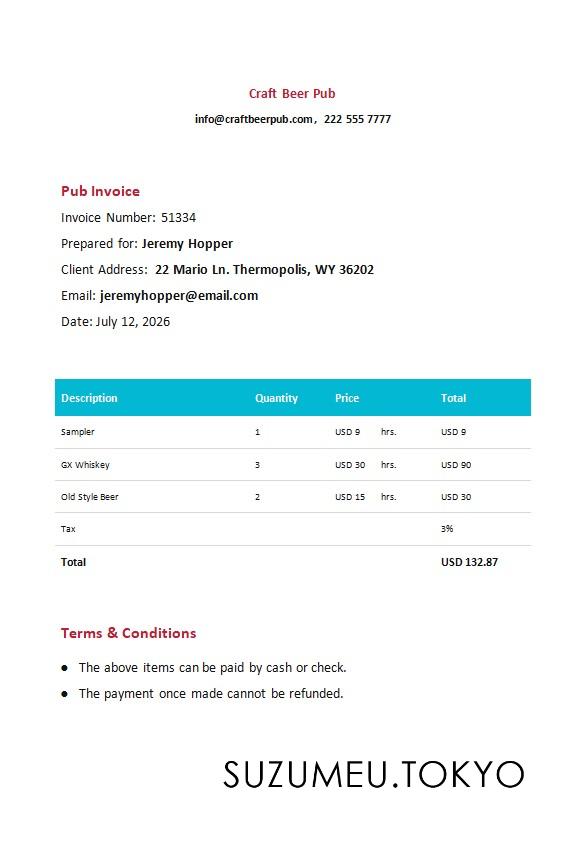 Craft Beer Pub
info@craftbeerpub.com, 222 555 7777
Pub Invoice
Invoice Number: 51334
Prepared for: Jeremy Hopper
Client Address: 22 Mario Ln. Thermopolis, WY 36202
Email: jeremyhopper@email.com
Date: July 12, 2026
Description Quantity Price Total
Sampler 1 USD 9 hrs. USD 9
GX Whiskey 3 USD 30 hrs. USD 90
Old Style Beer 2 USD 15 hrs. USD 30
Tax 3%
Total USD 132.87
Terms & Conditions
● The above items can be paid by cash or check.
● The payment once made cannot be refunded.
SUZUMEU.TOKYO